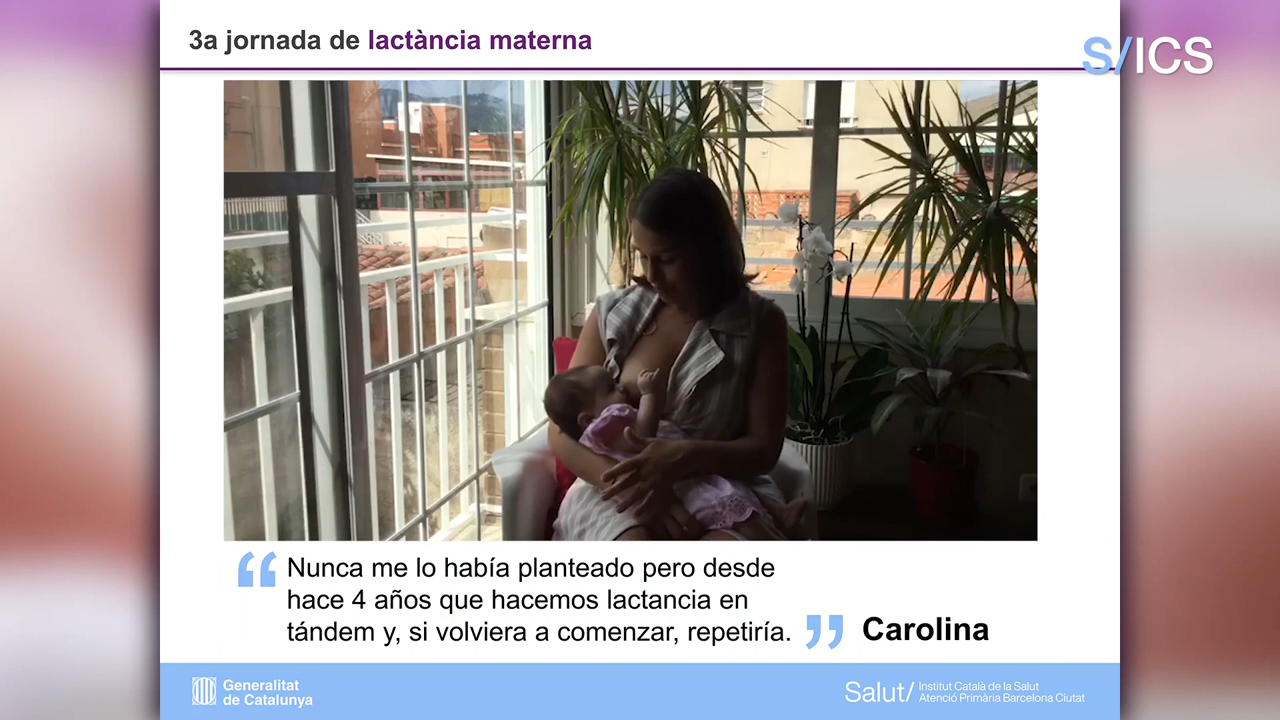 3a jornada de lactància materna
S/ICS
“ Nunca me lo había planteado pero desde
hace 4 años que hacemos lactancia en
tándem y, si volviera a comenzar, repetiría. ”
Carolina
Generalitat
de Catalunya
Salut/
Institut Català de la Salut
Atenció Primària Barcelona Ciutat